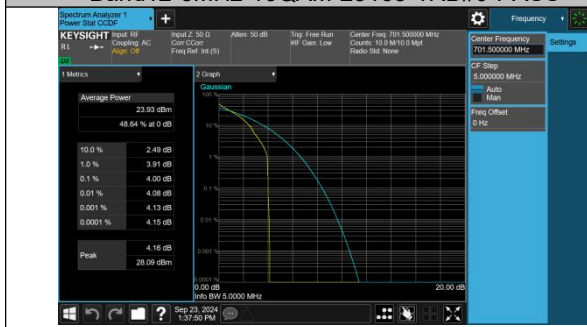 Spectrum Analyzer 1
Power Stat CCDF
+
Frequency
KEYSIGHT
RL
Input: RF
Coupling: AC
Align: Off
Input Z: 50 Ω
Corr CCorr
Freq Ref: Int (S)
Atten: 50 dB
Trig: Free Run
#IF Gain: Low
Center Freq: 701.500000 MHz
Counts: 10.0 M/10.0 Mpt
Radio Std: None
Center Frequency
701.500000 MHz
Settings
CF Step
5.000000 MHz
Auto
Man
Freq Offset
0 Hz
1 Metrics
2 Graph
Gaussian
Average Power
23.93 dBm
48.64 % at 0 dB
10.0 % 2.49 dB
1.0 % 3.91 dB
0.1 % 4.00 dB
0.01 % 4.08 dB
0.001 % 4.13 dB
0.0001 % 4.15 dB
Peak
4.16 dB
28.09 dBm
100 %
10 %
1 %
0.1 %
0.01 %
0.001 %
0.0001 %
0.00 dB
20.00 dB
Info BW 5.0000 MHz
?
Sep 23, 2024
1:37:50 PM